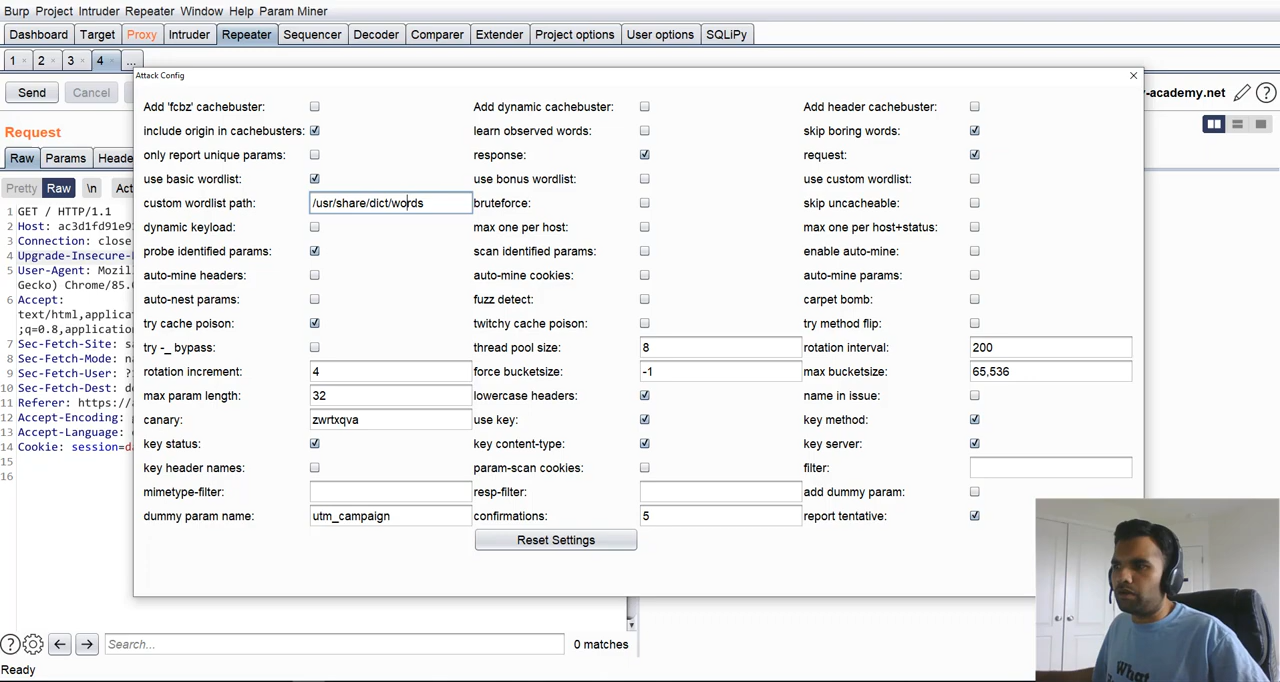 Burp Project Intruder Repeater Window Help Param Miner
Dashboard Target Proxy Intruder Repeater Sequencer Decoder Comparer Extender Project options User options SQLiPy
1 × 2 × 3 × 4 × ...
Attack Config
Send Cancel
-academy.net
Request
Raw Params Heade
Pretty Raw \n Act
1 GET / HTTP/1.1
2 Host: ac3d1fd91e9
3 Connection: close
4 Upgrade-Insecure-
5 User-Agent: Mozil
Gecko) Chrome/85.0
6 Accept:
text/html,applica
;q=0.8,application
7 Sec-Fetch-Site: sa
8 Sec-Fetch-Mode: na
9 Sec-Fetch-User: ?
10 Sec-Fetch-Dest: do
11 Referer: https://a
12 Accept-Encoding:
13 Accept-Language:
14 Cookie: session=d
15
16
Add 'fcbz' cachebuster: Add dynamic cachebuster: Add header cachebuster:
include origin in cachebusters: learn observed words: skip boring words:
only report unique params: response: request:
use basic wordlist: use bonus wordlist: use custom wordlist:
custom wordlist path: /usr/share/dict/words bruteforce: skip uncacheable:
dynamic keyload: max one per host: max one per host+status:
probe identified params: scan identified params: enable auto-mine:
auto-mine headers: auto-mine cookies: auto-mine params:
auto-nest params: fuzz detect: carpet bomb:
try cache poison: twitchy cache poison: try method flip:
try -_ bypass: thread pool size: 8 rotation interval: 200
rotation increment: 4 force bucketsize: -1 max bucketsize: 65,536
max param length: 32 lowercase headers: name in issue:
canary: zwrtxqva use key: key method:
key status: key content-type: key server:
key header names: param-scan cookies: filter:
mimetype-filter: resp-filter: add dummy param:
dummy param name: utm_campaign confirmations: 5 report tentative:
Reset Settings
Search... 0 matches
Ready
What